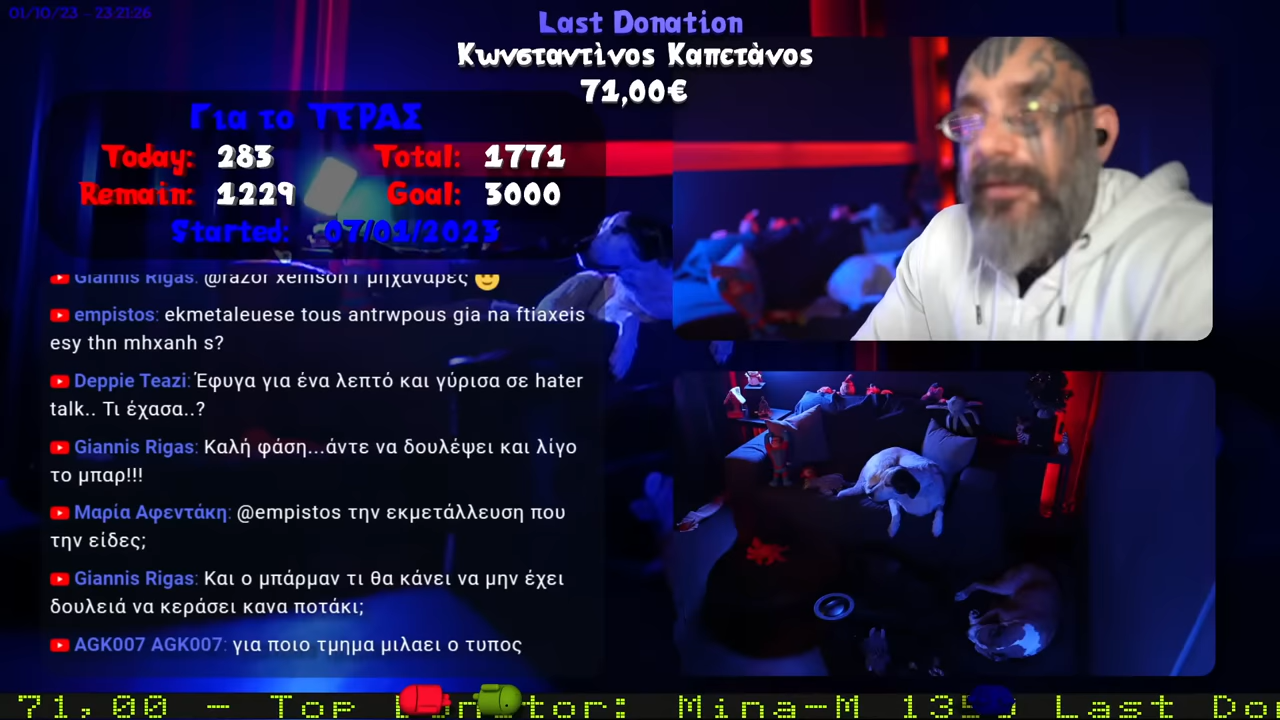 01/10/23 - 23:21:26
Last Donation
Κωνσταντὶνος Καπετὰνος
71,00€
Για το ΤΕΡΑΣ
Today: 283 Total: 1771
Remain: 1229 Goal: 3000
Started: 07/01/2023
Giannis Rigas: @razor xemson1 μηχανάρες 🙂
empistos: ekmetaleuese tous antrwpous gia na ftiaxeis
esy thn mhxanh s?
Deppie Teazi: Έφυγα για ένα λεπτό και γύρισα σε hater
talk.. Τι έχασα..?
Giannis Rigas: Καλή φάση...άντε να δουλέψει και λίγο
το μπαρ!!!
Μαρία Αφεντάκη: @empistos την εκμετάλλευση που
την είδες;
Giannis Rigas: Και ο μπάρμαν τι θα κάνει να μην έχει
δουλειά να κεράσει κανα ποτάκι;
AGK007 AGK007: για ποιο τμημα μιλαει ο τυπος
71,00 - Top Donator: Mina-M Last Do